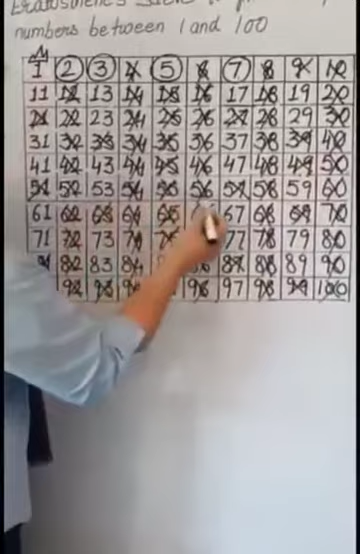 numbers between 1 and 100
1 2 3 4 5 6 7 8 9 10
11 12 13 14 15 16 17 18 19 20
21 22 23 24 25 26 27 28 29 30
31 32 33 34 35 36 37 38 39 40
41 42 43 44 45 46 47 48 49 50
51 52 53 54 55 56 57 58 59 60
61 62 63 64 65 67 68 69 70
71 72 73 74 75 77 78 79 80
82 83 84 86 87 88 89 90
92 93 94 96 97 98 99 100